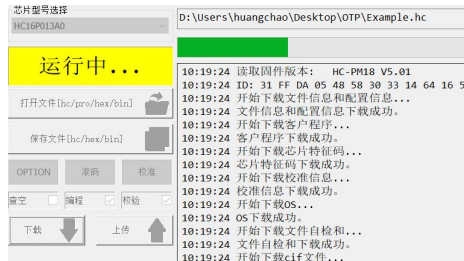 芯片型号选择
HC16P013A0
D:\Users\huangchao\Desktop\OTP\Example.hc
运行中...
打开文件[hc/pro/hex/bin]
保存文件[hc/hex/bin]
OPTION 滚码 校准
查空 编程 校验
下载 上传
10:19:24 读取固件版本: HC-PM18 V5.01
10:19:24 ID: 31 FF DA 05 48 58 30 33 14 64 16 5
10:19:24 开始下载文件信息和配置信息...
10:19:24 文件信息和配置信息下载成功。
10:19:24 开始下载客户程序...
10:19:24 客户程序下载成功。
10:19:24 开始下载芯片特征码...
10:19:24 芯片特征码下载成功。
10:19:24 开始下载校准信息...
10:19:24 校准信息下载成功。
10:19:24 开始下载OS...
10:19:24 OS下载成功。
10:19:24 开始下载文件自检和...
10:19:24 文件自检和下载成功。
10:19:24 开始下载cif文件...